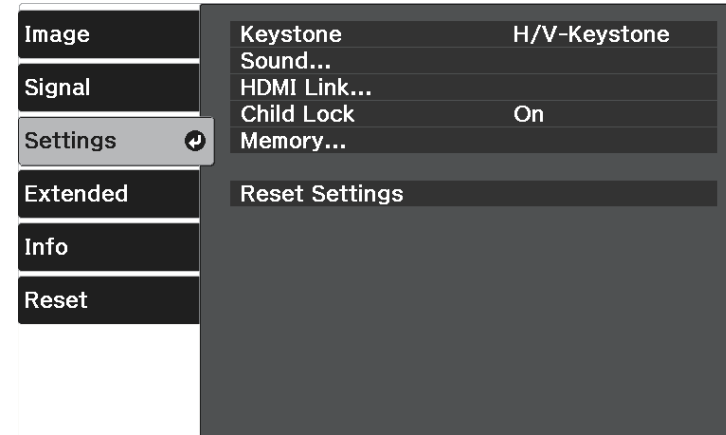 Image
Signal
Settings
Extended
Info
Reset
Keystone H/V-Keystone
Sound...
HDMI Link...
Child Lock On
Memory...
Reset Settings